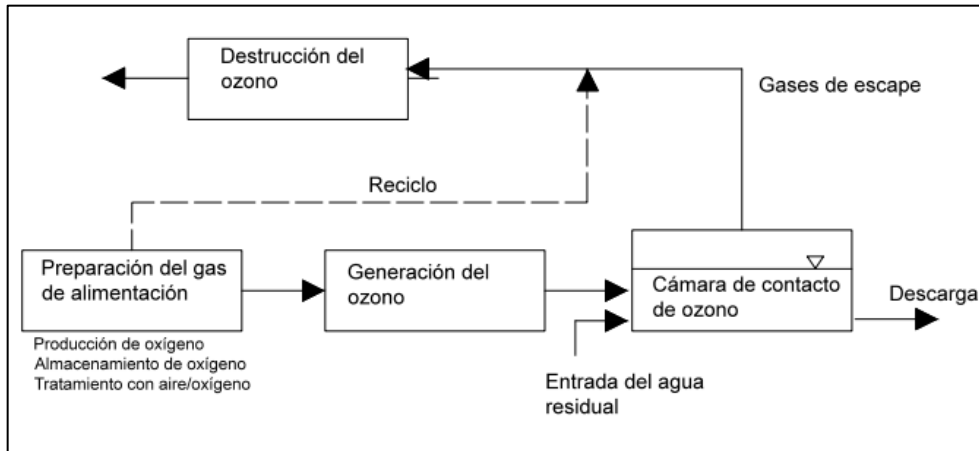 Destrucción del
ozono
Gases de escape
Reciclo
Preparación del gas
de alimentación
Generación del
ozono
Cámara de contacto
de ozono
Descarga
Producción de oxígeno
Almacenamiento de oxígeno
Tratamiento con aire/oxígeno
Entrada del agua
residual